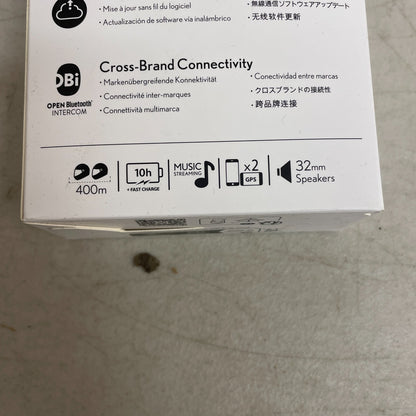 • Mise à jour sans fil du logiciel
• Actualización de software vía inalámbrico
• 無線通信ソフトウェアアップデート
• 无线软件更新
OBi
OPEN Bluetooth®
INTERCOM
Cross-Brand Connectivity
• Markenübergreifende Konnektivität
• Connectivité inter-marques
• Connettività multimarca
• Conectividad entre marcas
• クロスブランドの接続性
• 跨品牌连接
400m
10h
+ FAST CHARGE
MUSIC
STREAMING
x2
GPS
32mm
Speakers